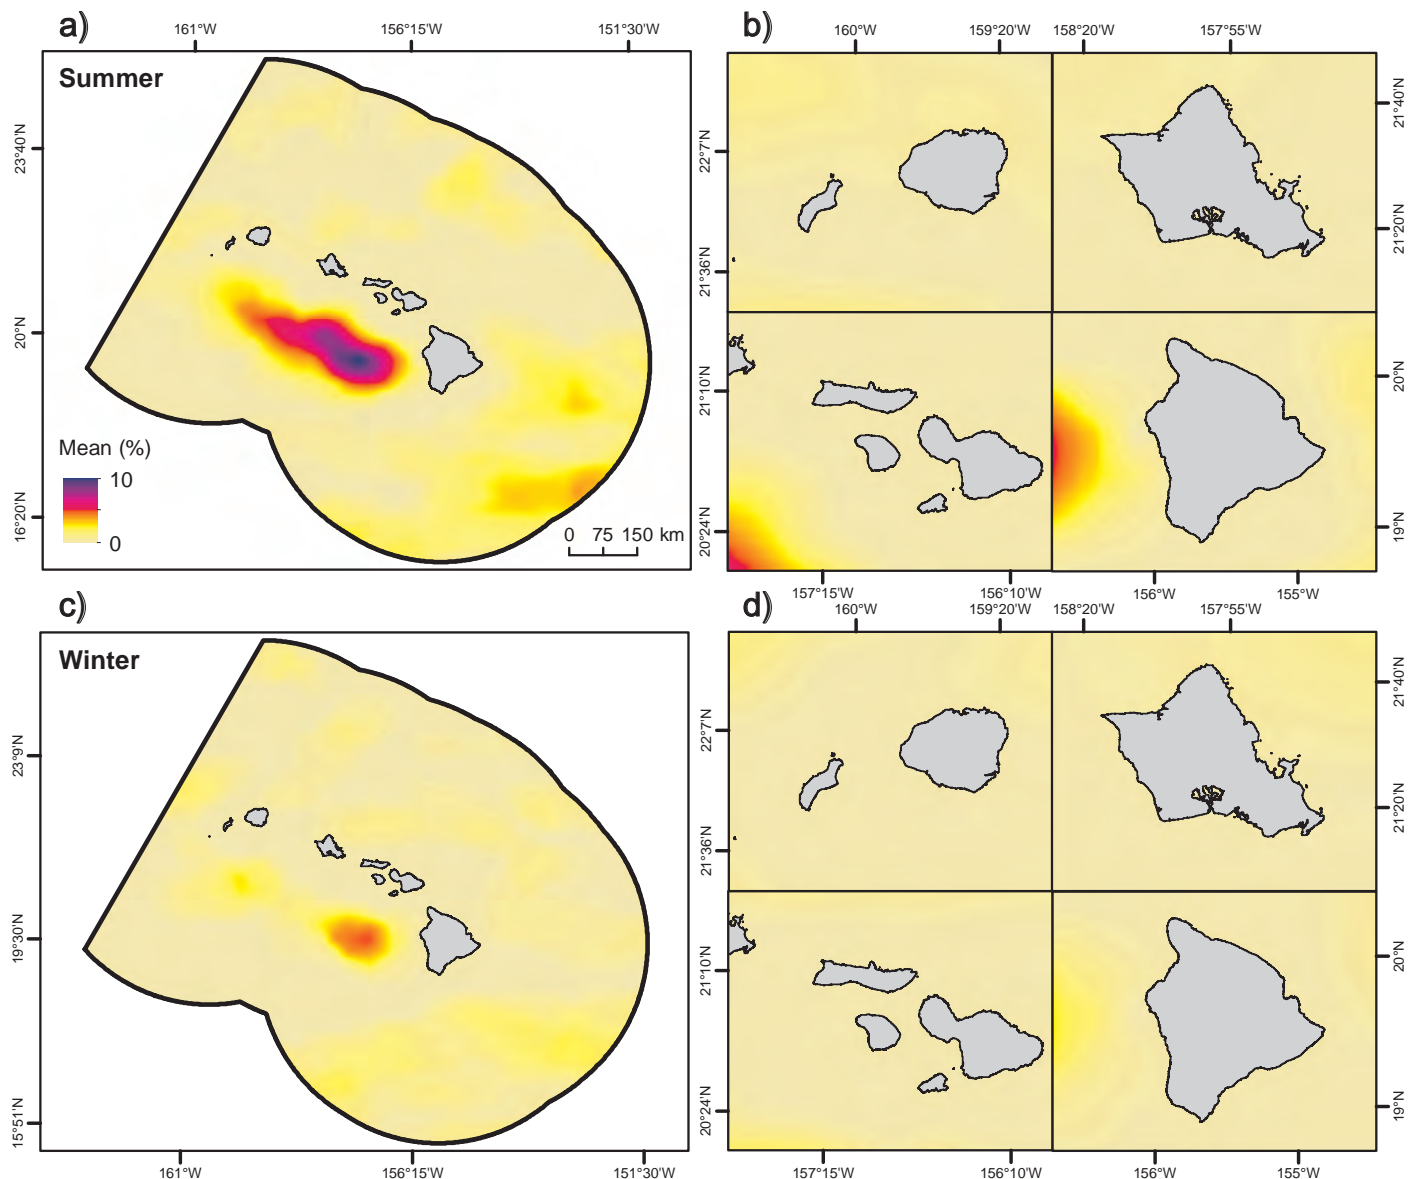 a)
161°W 156°15'W 151°30'W
Summer
23°40'N
20°N
16°20'N
Mean (%)
10
0
0 75 150 km
b)
160°W 159°20'W 158°20'W 157°55'W
22°7'N
21°36'N
21°40'N
21°20'N
21°10'N
20°24'N
20°N
19°N
157°15'W 156°10'W 156°W 155°W
c)
Winter
23°9'N
19°30'N
15°51'N
161°W 156°15'W 151°30'W
d)
160°W 159°20'W 158°20'W 157°55'W
22°7'N
21°36'N
21°40'N
21°20'N
21°10'N
20°24'N
20°N
19°N
157°15'W 156°10'W 156°W 155°W